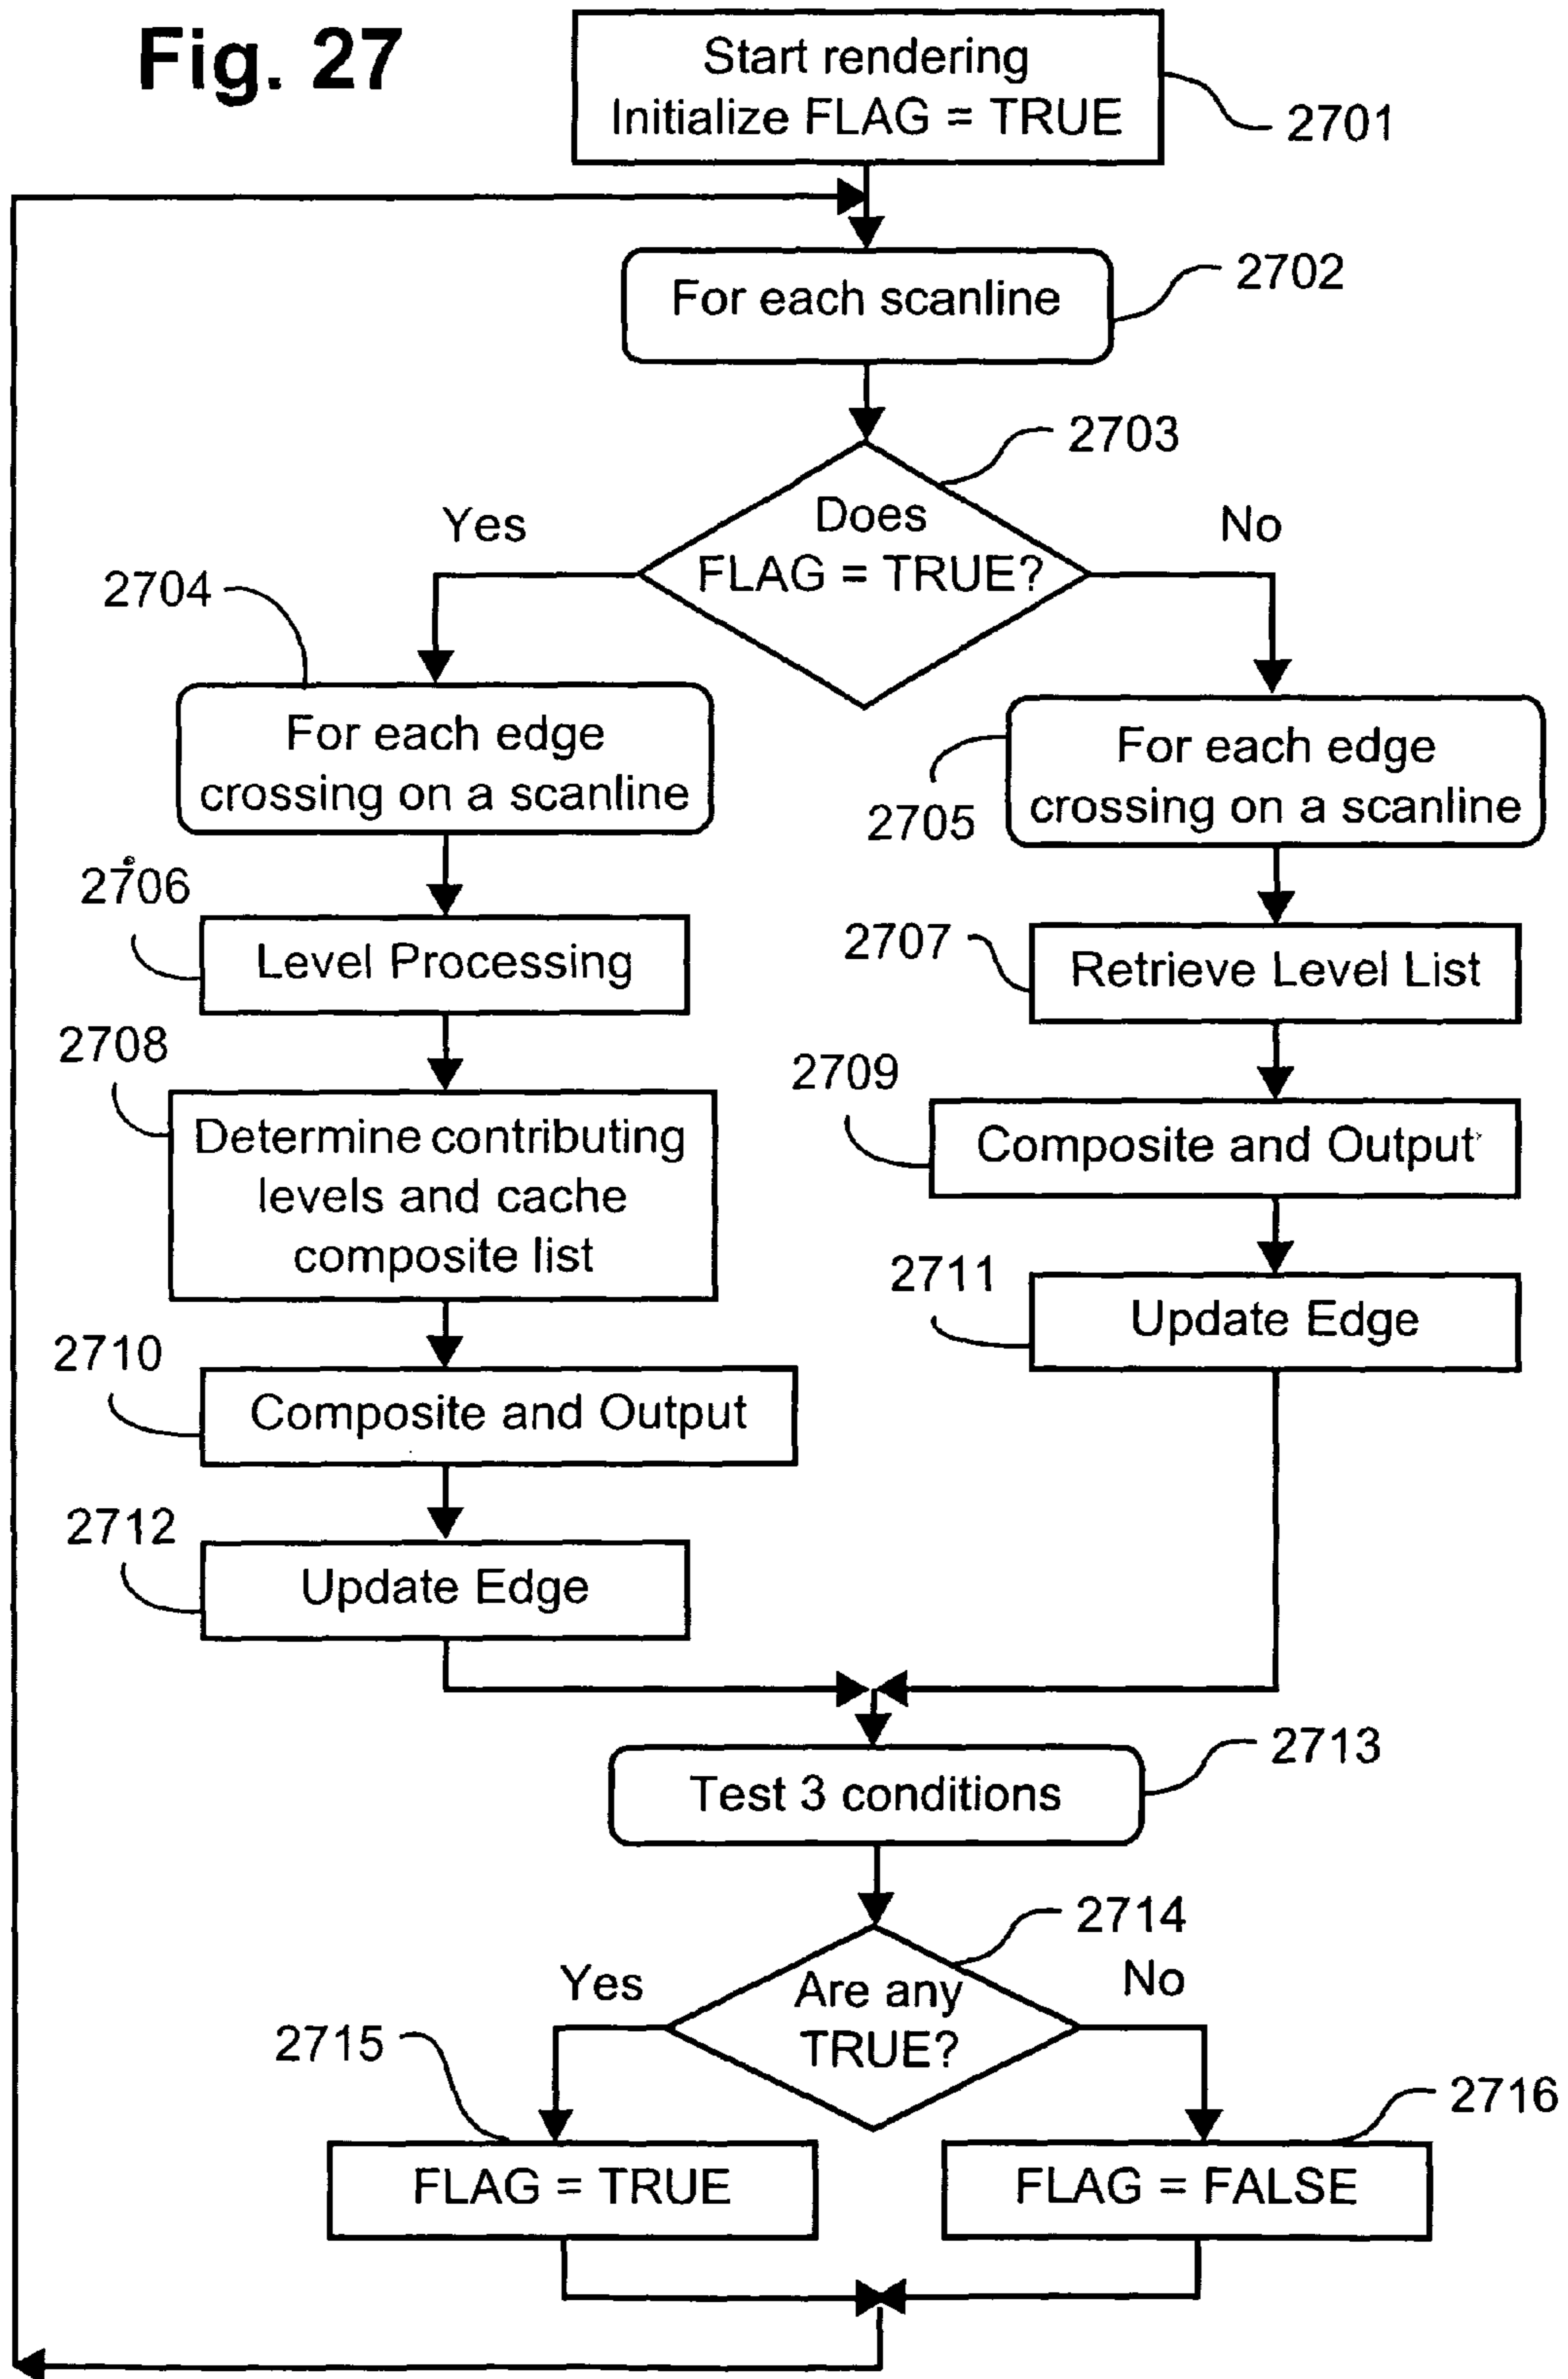 Fig. 27
Start rendering
Initialize FLAG = TRUE
2701
For each scanline
2702
2703
Does
FLAG = TRUE?
Yes
No
2704
For each edge
crossing on a scanline
For each edge
crossing on a scanline
2705
2706
Level Processing
2707
Retrieve Level List
2708
Determine contributing
levels and cache
composite list
2709
Composite and Output
2710
Composite and Output
2711
Update Edge
2712
Update Edge
Test 3 conditions
2713
2714
Are any
TRUE?
Yes
No
2715
FLAG = TRUE
2716
FLAG = FALSE